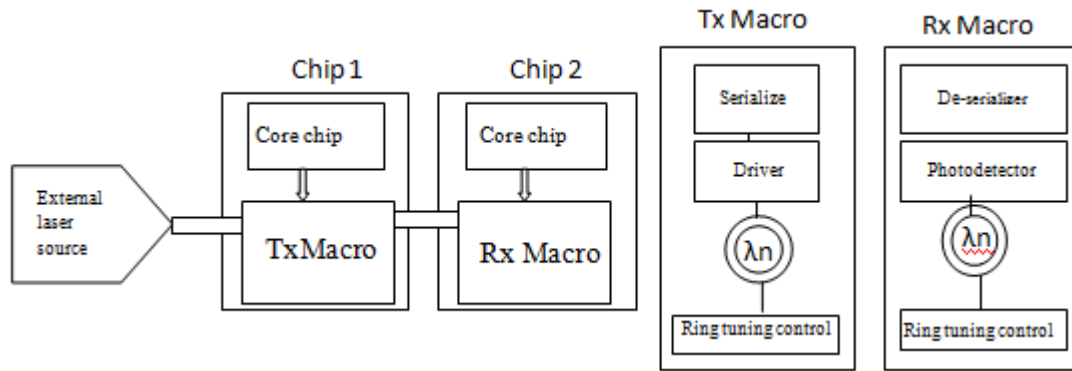 Tx Macro
Rx Macro
Chip 1
Chip 2
Serialize
De-serializer
Core chip
Core chip
Driver
Photodetector
External
laser
source
TxMacro
Rx Macro
λn
λn
Ring tuning control
Ring tuning control